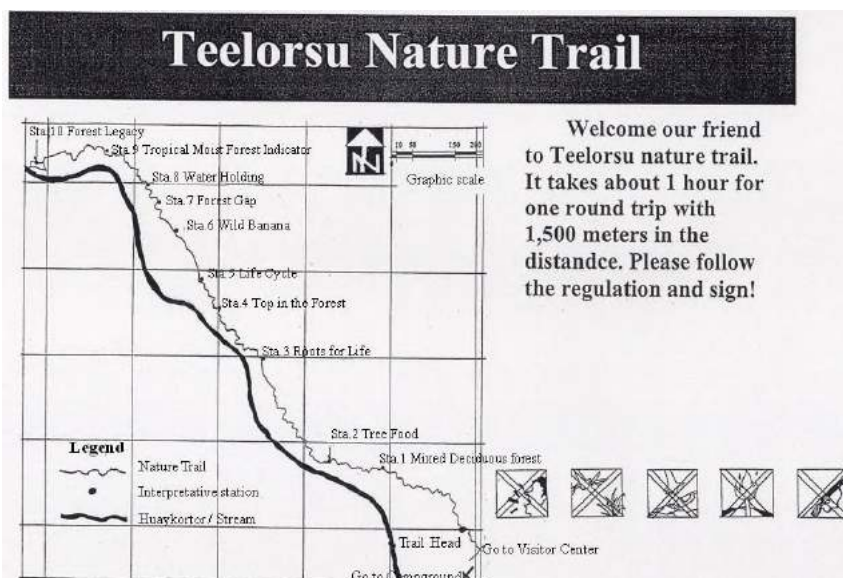 Teelorsu Nature Trail
Sta.10 Forest Legacy
Sta.9 Tropical Moist Forest Indicator
Sta.8 Water Holding
Sta.7 Forest Gap
Sta.6 Wild Banana
Sta.5 Life Cycle
Sta.4 Top in the Forest
Sta.3 Roots for Life
Sta.2 Tree Food
Sta.1 Mixed Deciduous forest
Trail Head
Go to Visitor Center
Go to Campground
N
Graphic scale
Legend
Nature Trail
Interpretative station
Huaykortor / Stream
Welcome our friend
to Teelorsu nature trail.
It takes about 1 hour for
one round trip with
1,500 meters in the
distandce. Please follow
the regulation and sign!